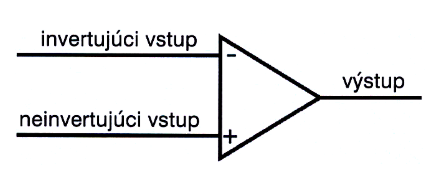 invertujúci vstup
-
výstup
neinvertujúci vstup
+